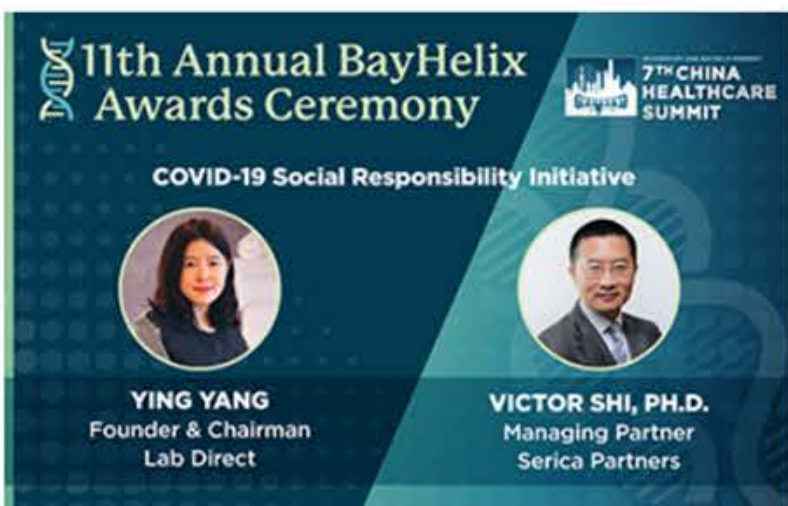 11th Annual BayHelix
Awards Ceremony
7TH CHINA
HEALTHCARE
SUMMIT
COVID-19 Social Responsibility Initiative
YING YANG
Founder & Chairman
Lab Direct
VICTOR SHI, PH.D.
Managing Partner
Serica Partners